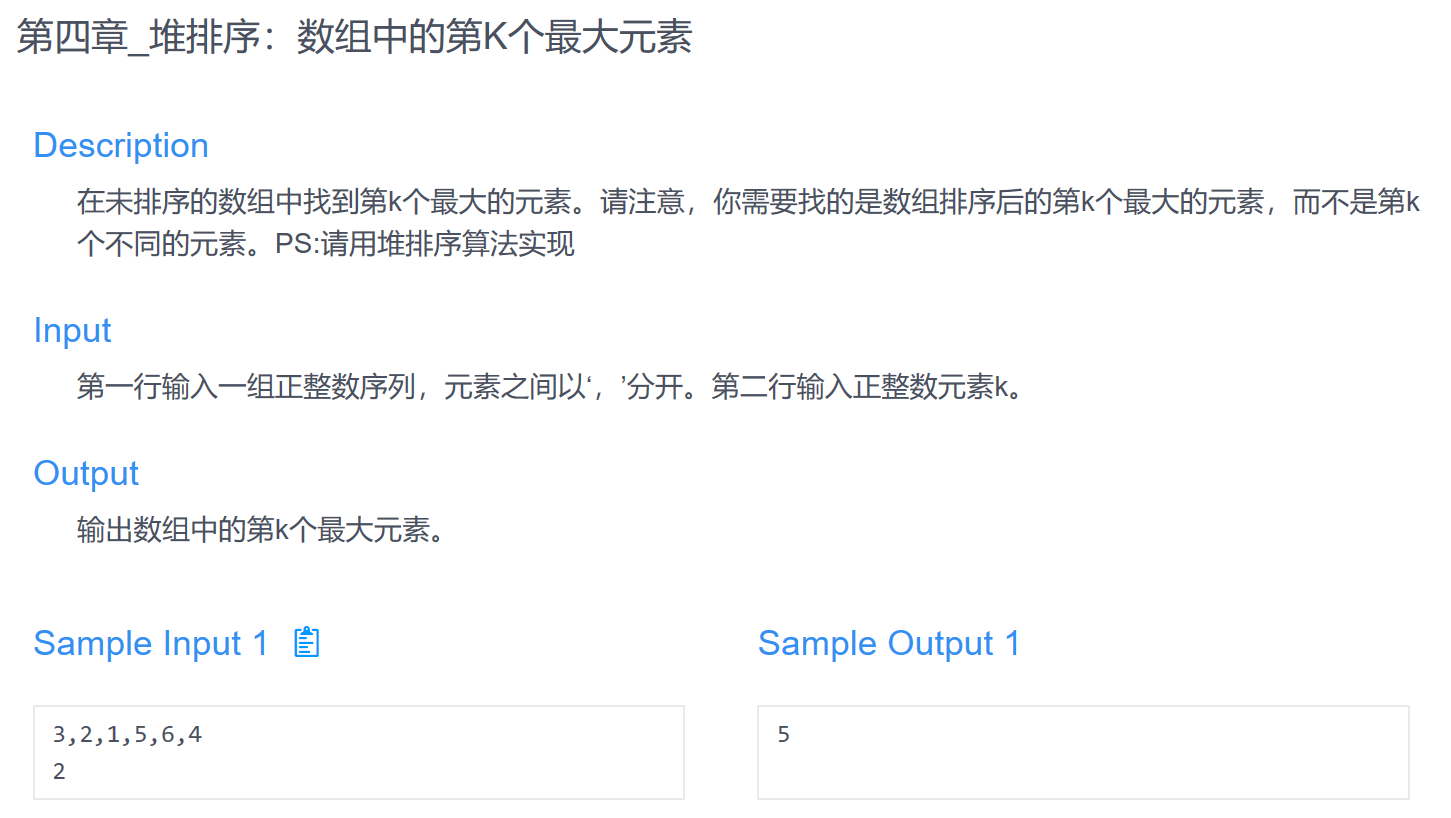 第四章_堆排序：数组中的第K个最大元素
Description
在未排序的数组中找到第k个最大的元素。请注意，你需要找的是数组排序后的第k个最大的元素，而不是第k
个不同的元素。PS:请用堆排序算法实现
Input
第一行输入一组正整数序列，元素之间以‘，’分开。第二行输入正整数元素k。
Output
输出数组中的第k个最大元素。
Sample Input 1
3,2,1,5,6,4
2
Sample Output 1
5